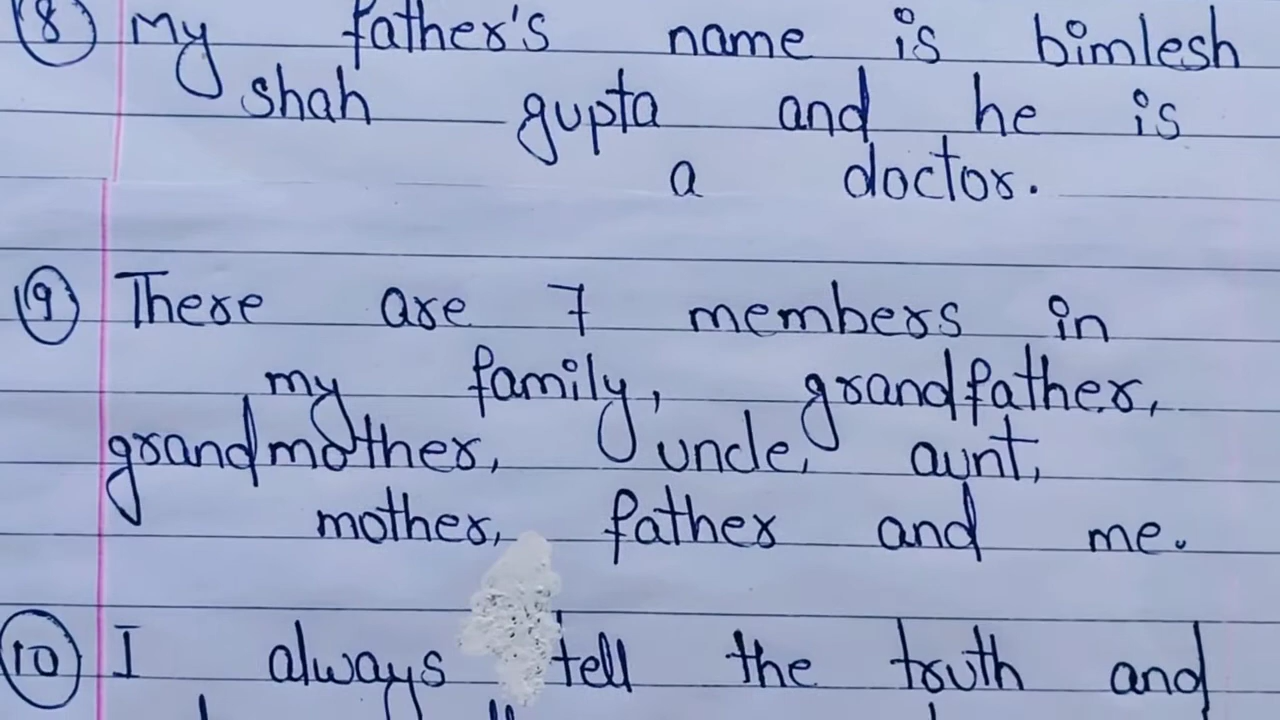 (8) My father's name is bimlesh
shah gupta and he is
a doctor.
(9) There are 7 members in
my family, grandfather,
grandmother, uncle, aunt,
mother, father and me.
(10) I always tell the truth and